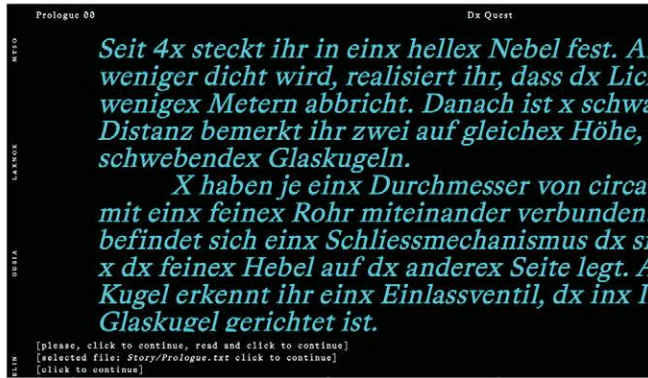 Prologue 00
Dx Quest
MTSO
LAXNOX
OUSIA
ELIN
Seit 4x steckt ihr in einx hellex Nebel fest.
weniger dicht wird, realisiert ihr, dass dx
wenigex Metern abbricht. Danach ist x
Distanz bemerkt ihr zwei auf gleichex Höhe,
schwebendex Glaskugeln.
X haben je einx Durchmesser von circa
mit einx feinex Rohr miteinander verbunden.
befindet sich einx Schliessmechanismus dx
x dx feinex Hebel auf dx anderex Seite legt.
Kugel erkennt ihr einx Einlassventil, dx inx
Glaskugel gerichtet ist.
[please, click to continue, read and click to continue]
[selected file: Story/Prologue.txt click to continue]
[click to continue]